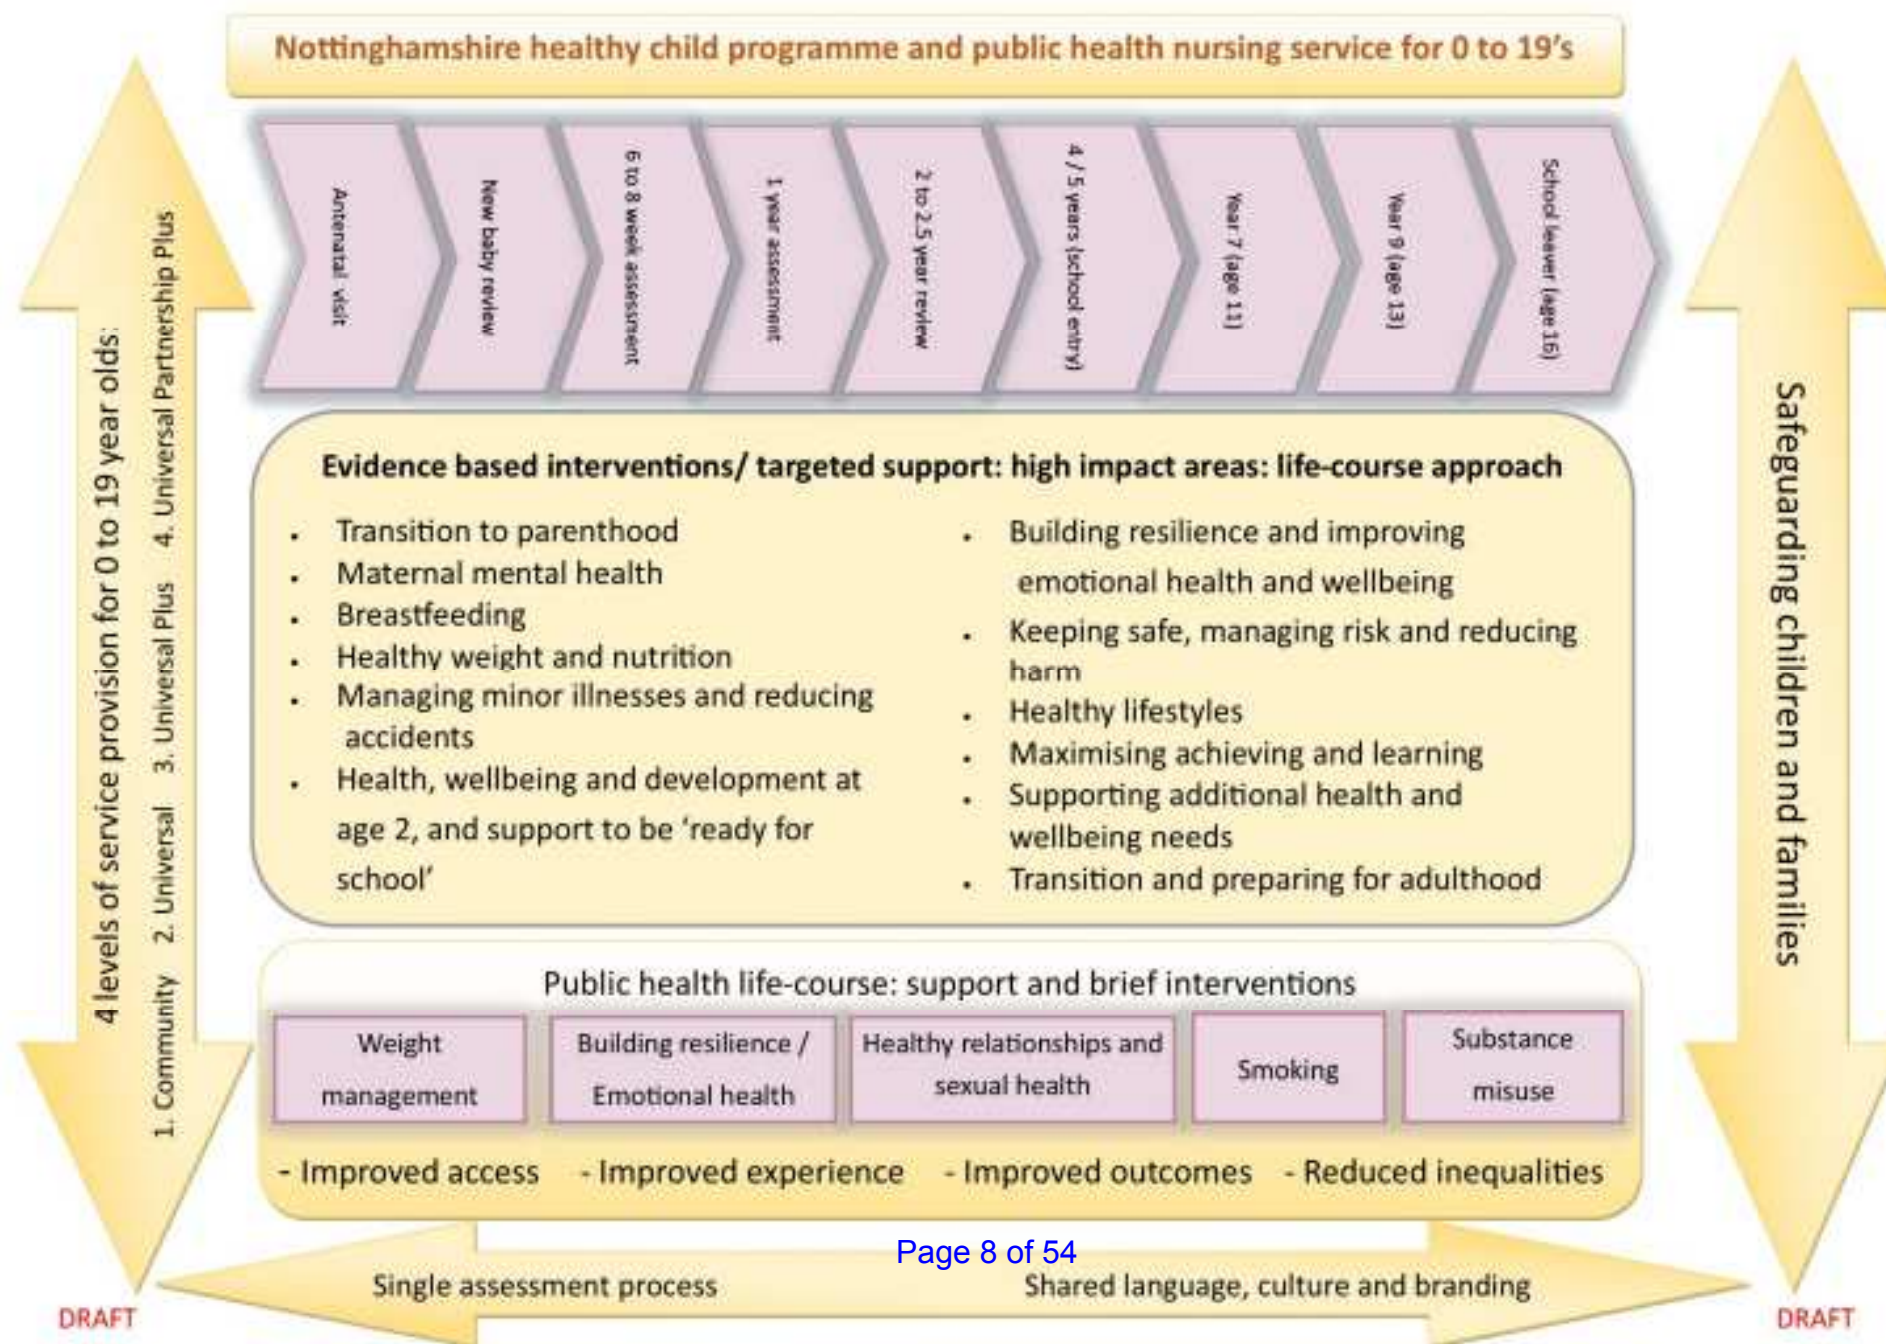 Nottinghamshire healthy child programme and public health nursing service for 0 to 19's
Antenatal visit
New baby review
6 to 8 week assessment
1 year assessment
2 to 2.5 year review
4 / 5 years (school entry)
Year 7 (age 11)
Year 9 (age 13)
School leaver (age 16)
4 levels of service provision for 0 to 19 year olds:
1. Community 2. Universal 3. Universal Plus 4. Universal Partnership Plus
Evidence based interventions/ targeted support: high impact areas: life-course approach
• Transition to parenthood
• Maternal mental health
• Breastfeeding
• Healthy weight and nutrition
• Managing minor illnesses and reducing
accidents
• Health, wellbeing and development at
age 2, and support to be 'ready for
school'
• Building resilience and improving
emotional health and wellbeing
• Keeping safe, managing risk and reducing
harm
• Healthy lifestyles
• Maximising achieving and learning
• Supporting additional health and
wellbeing needs
• Transition and preparing for adulthood
Safeguarding children and families
Public health life-course: support and brief interventions
Weight
management
Building resilience /
Emotional health
Healthy relationships and
sexual health
Smoking
Substance
misuse
- Improved access - Improved experience - Improved outcomes - Reduced inequalities
Page 8 of 54
Single assessment process
Shared language, culture and branding
DRAFT
DRAFT